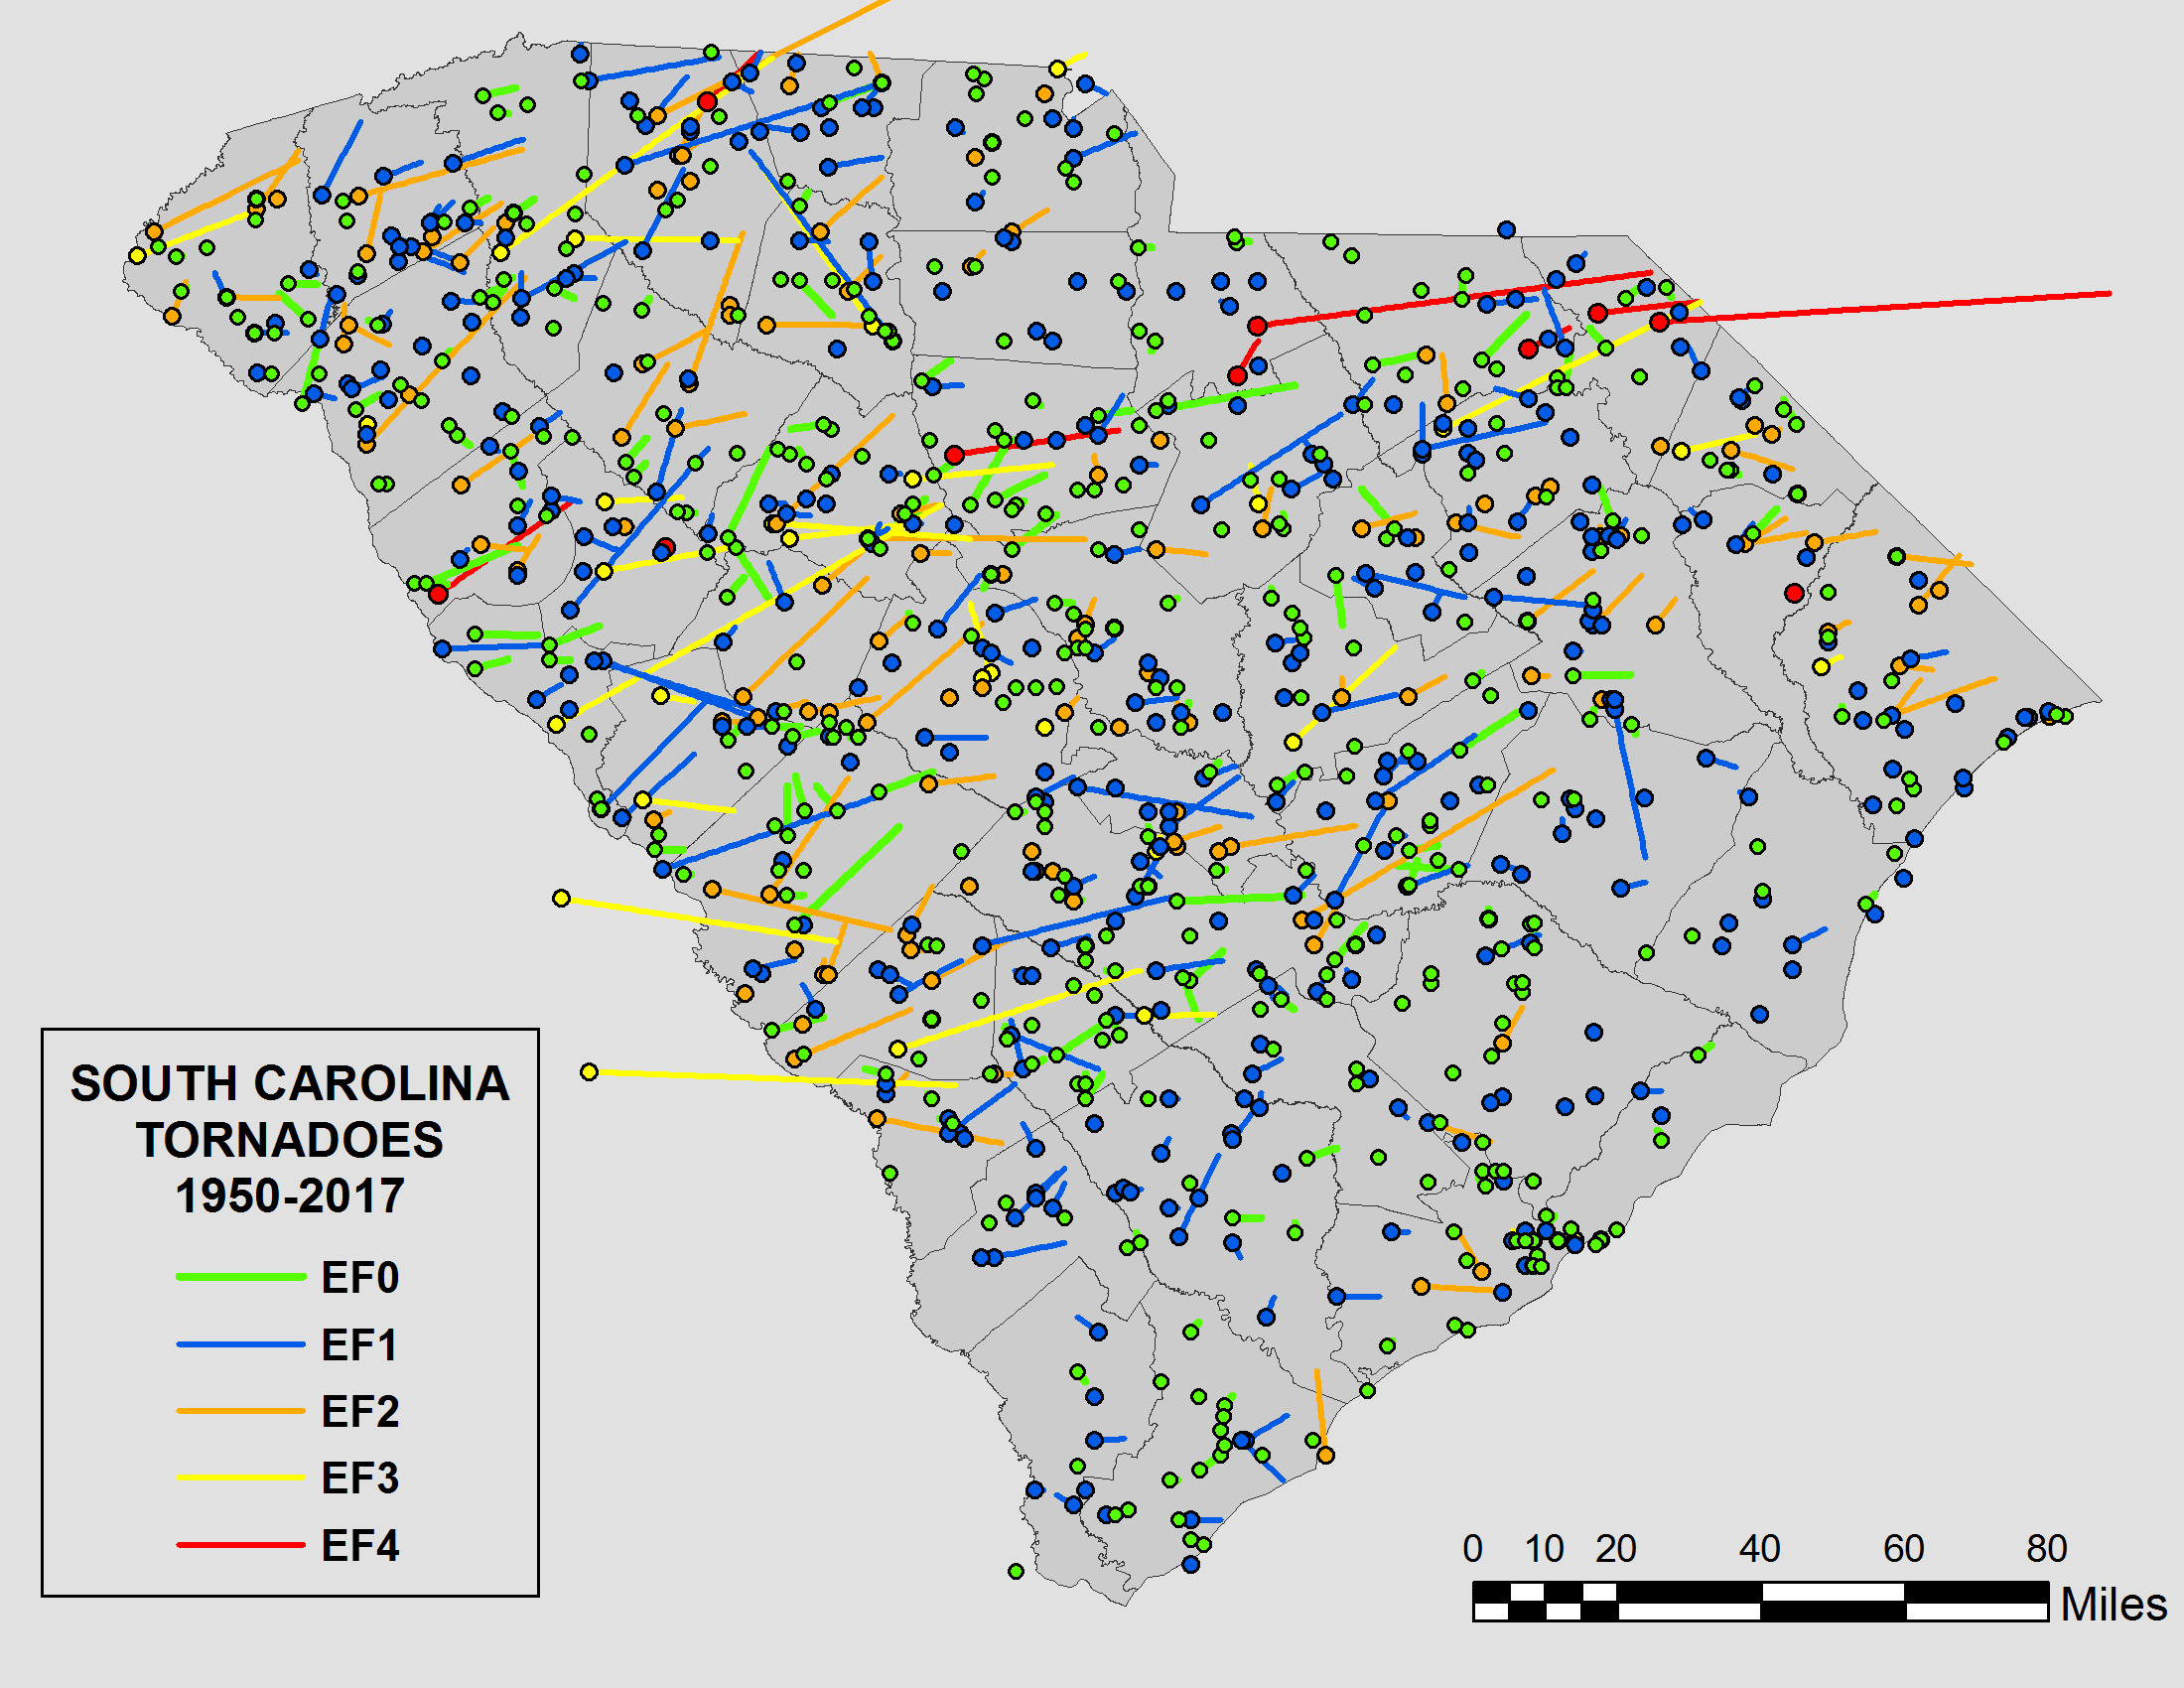 SOUTH CAROLINA
TORNADOES
1950-2017
EF0
EF1
EF2
EF3
EF4
0 10 20 40 60 80
Miles